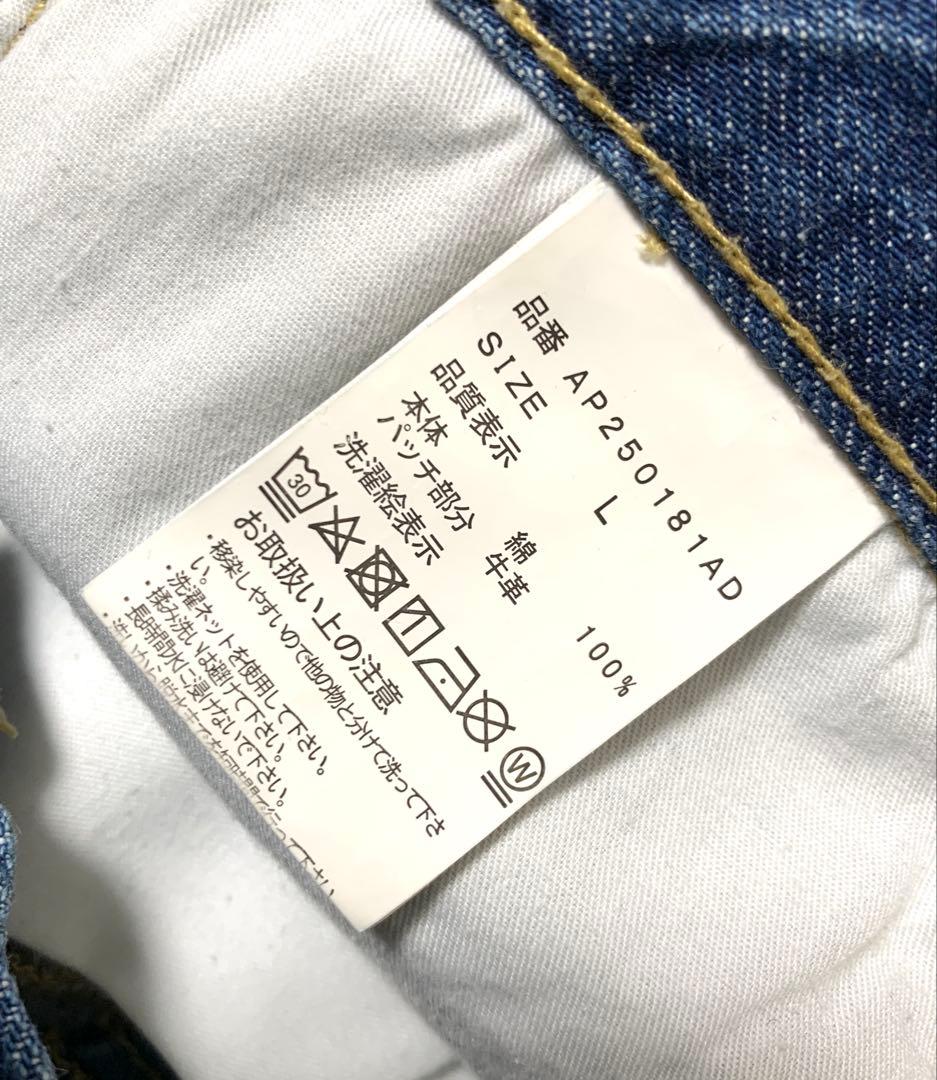 品番 AP250181AD
SIZE L
品質表示
本体 綿 100%
パッチ部分 牛革
洗濯絵表示
30
W
お取扱い上の注意
・移染しやすいので他の物と分けて洗って下さ
い。
・洗濯ネットを使用して下さい。
・揉み洗いは避けて下さい。
・長時間水に浸けないで下さい。